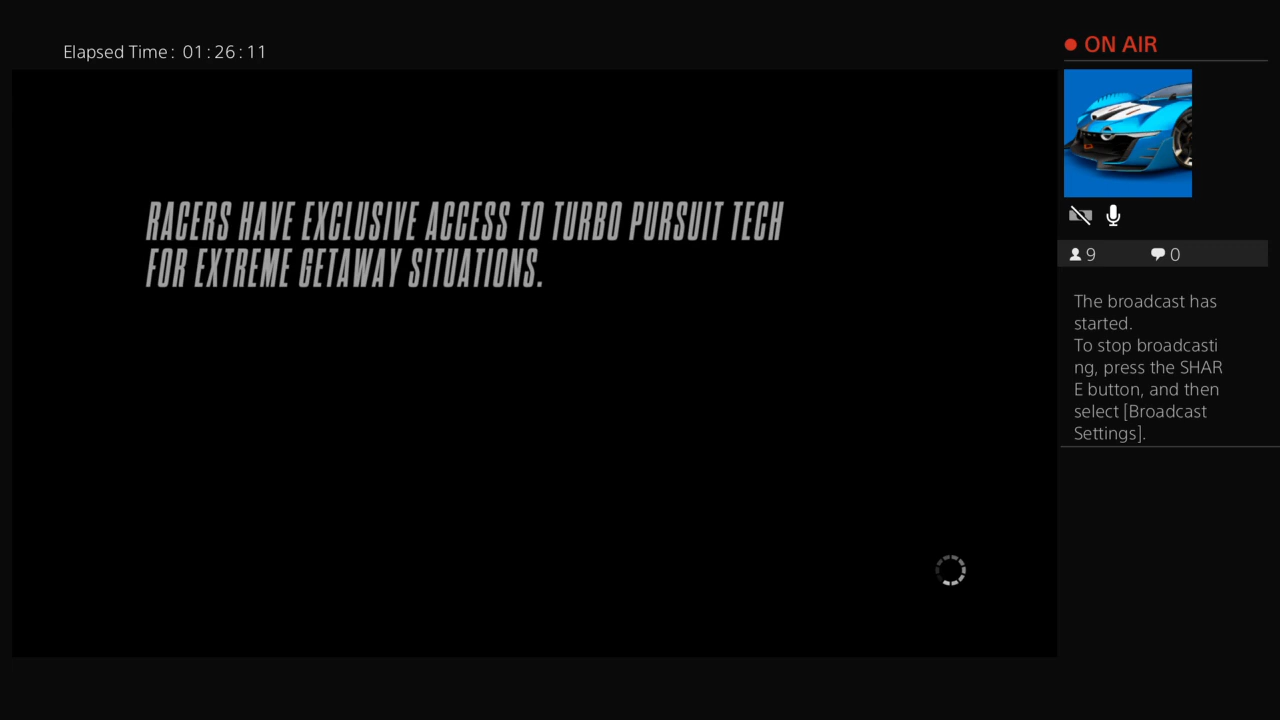 Elapsed Time: 01:26:11
ON AIR
RACERS HAVE EXCLUSIVE ACCESS TO TURBO PURSUIT TECH
FOR EXTREME GETAWAY SITUATIONS.
9 0
The broadcast has
started.
To stop broadcasti
ng, press the SHAR
E button, and then
select [Broadcast
Settings].